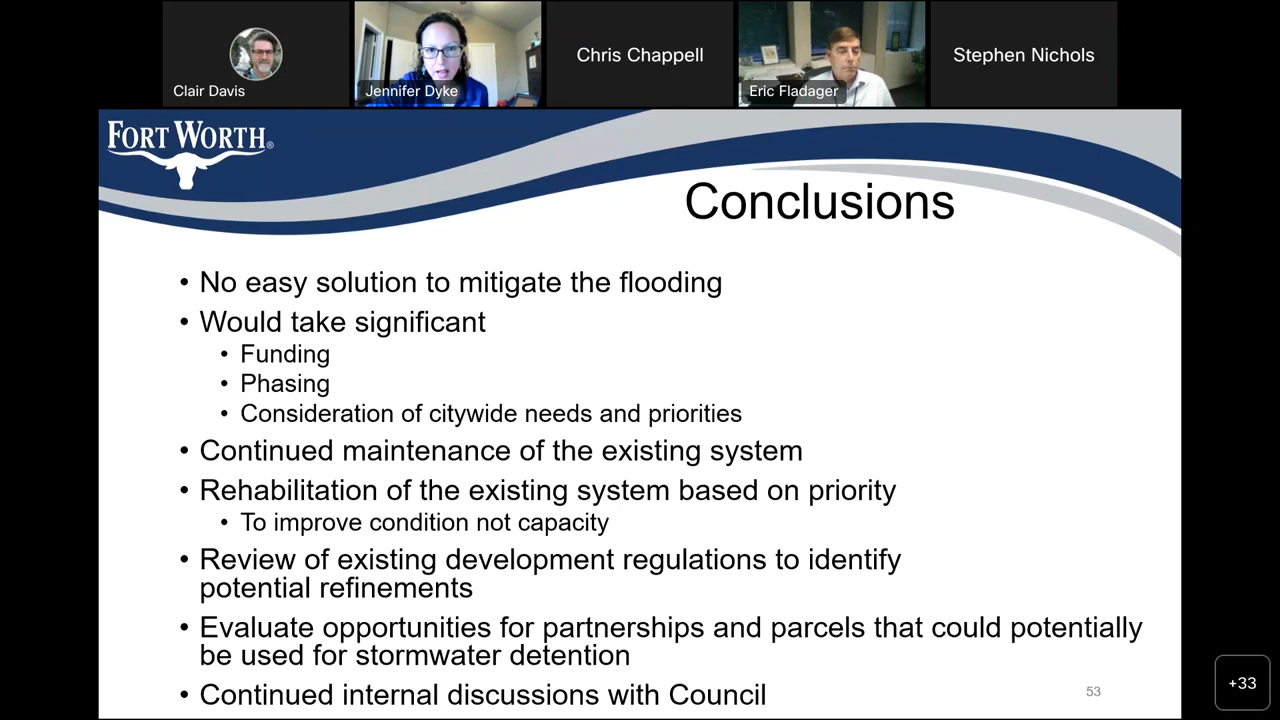 Clair Davis
Jennifer Dyke
Chris Chappell
Eric Fladager
Stephen Nichols
FORT WORTH®
Conclusions
• No easy solution to mitigate the flooding
• Would take significant
• Funding
• Phasing
• Consideration of citywide needs and priorities
• Continued maintenance of the existing system
• Rehabilitation of the existing system based on priority
• To improve condition not capacity
• Review of existing development regulations to identify
potential refinements
• Evaluate opportunities for partnerships and parcels that could potentially
be used for stormwater detention
• Continued internal discussions with Council
53
+33